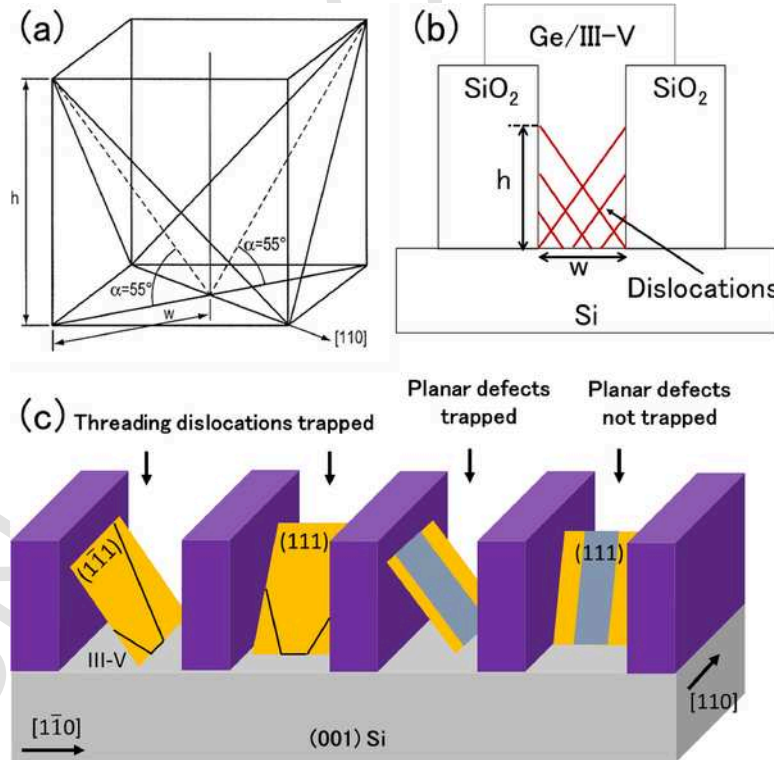 (a)
h
α=55°
α=55°
w
[110]
(b)
Ge/III-V
SiO₂
SiO₂
h
w
Dislocations
Si
(c)
Threading dislocations trapped
Planar defects
trapped
Planar defects
not trapped
(11̄1)
(111)
(111)
III-V
[110]
[11̄0]
(001) Si